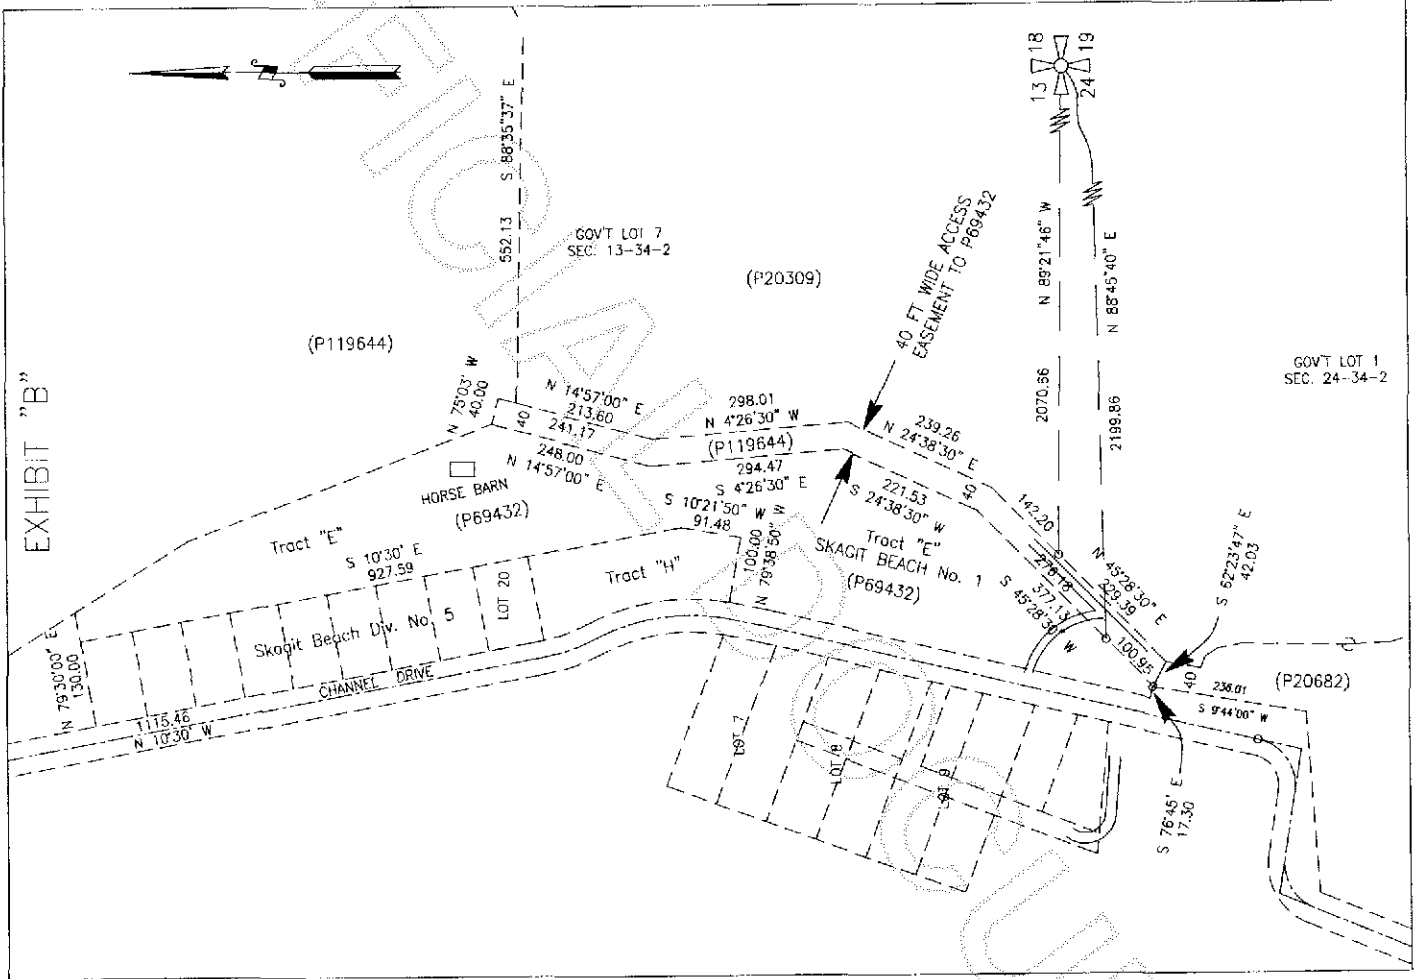 EXHIBIT "B"
13 18
24 19
S 88°35'37" E
552.13
GOV'T LOT 7
SEC. 13-34-2
(P20309)
(P119644)
40 FT WIDE ACCESS
EASEMENT TO P69432
N 89°21'46" W
2070.66
N 88°45'40" E
2199.86
GOV'T LOT 1
SEC. 24-34-2
N 75°03' W
40.00
40
N 14°57'00" E
213.60
241.17
248.00
N 14°57'00" E
298.01
N 4°26'30" W
(P119644)
294.47
S 4°26'30" E
239.26
N 24°38'30" E
221.53
S 24°38'30" W
40
142.20
HORSE BARN
(P69432)
Tract "E"
S 10°30' E
927.59
S 10°21'50" W
91.48
100.00
N 79°38'50" W
Tract "H"
Tract "E"
SKAGIT BEACH No. 1
(P69432)
276.18
377.13
S 45°28'30" W
N 45°28'30" E
229.39
100.95
S 62°23'47" E
42.03
40
(P20682)
236.01
S 9°44'00" W
LOT 20
Skagit Beach Div. No. 5
N 79°30'00" E
130.00
CHANNEL DRIVE
1115.46
N 10°30' W
LOT 7
LOT 8
LOT 9
S 76°45' E
17.30